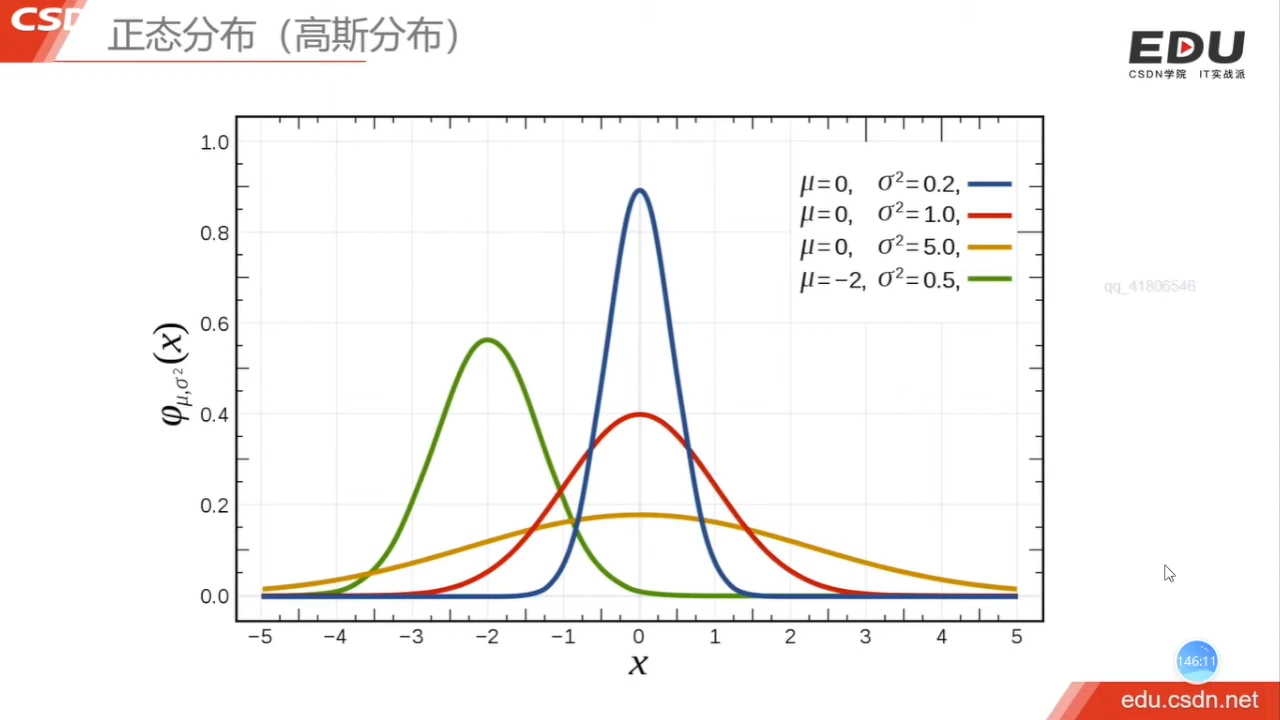 CSD
正态分布（高斯分布）
EDU
CSDN学院 IT实战派
1.0
0.8
0.6
0.4
0.2
0.0
φμ,σ²(x)
μ=0, σ²=0.2,
μ=0, σ²=1.0,
μ=0, σ²=5.0,
μ=−2, σ²=0.5,
qq_41806546
−5 −4 −3 −2 −1 0 1 2 3 4 5
x
146:11
edu.csdn.net